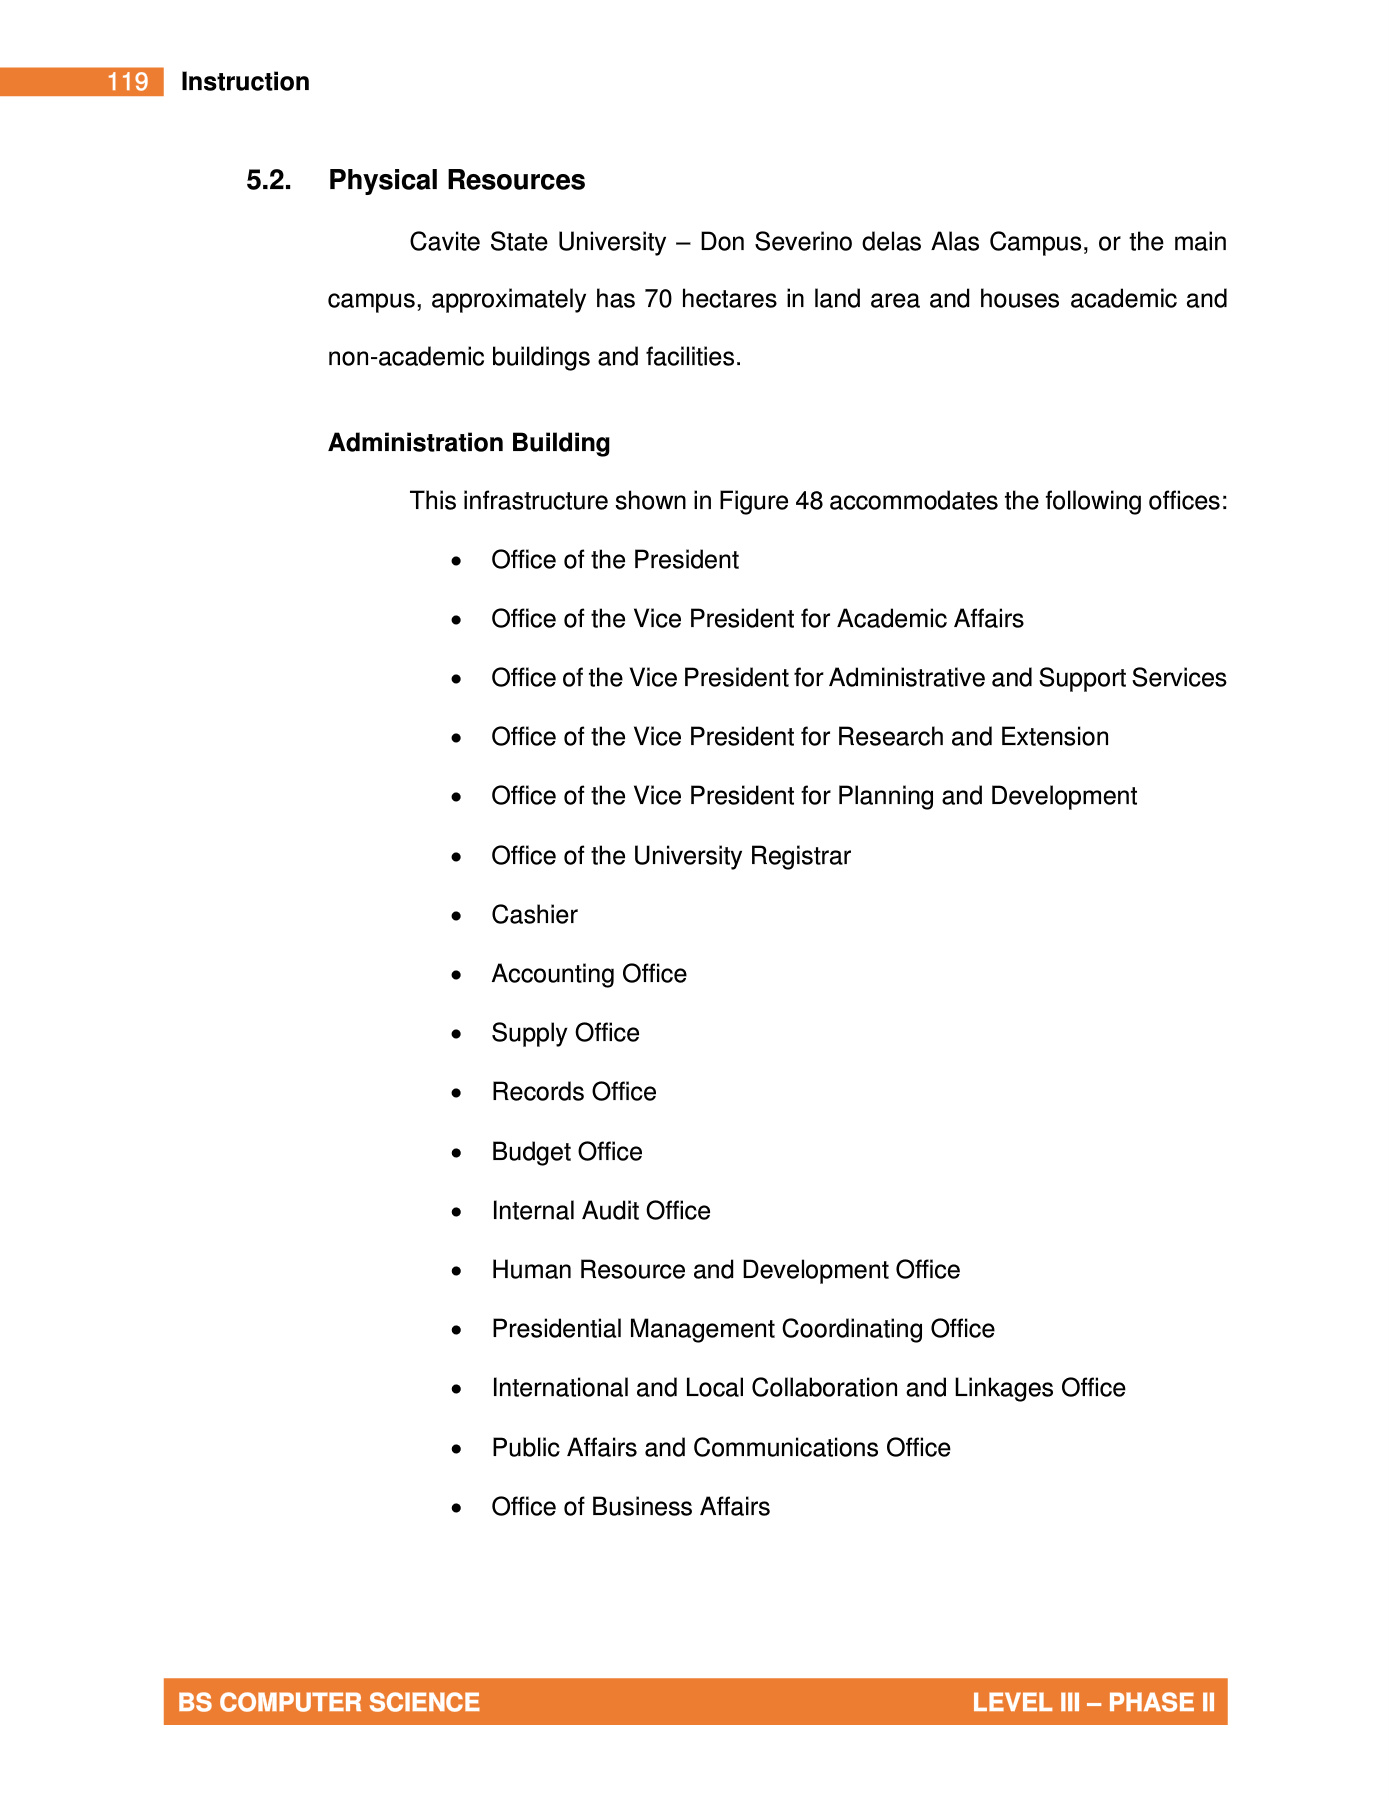 119 Instruction
5.2. Physical Resources
Cavite State University – Don Severino delas Alas Campus, or the main
campus, approximately has 70 hectares in land area and houses academic and
non-academic buildings and facilities.
Administration Building
This infrastructure shown in Figure 48 accommodates the following offices:
• Office of the President
• Office of the Vice President for Academic Affairs
• Office of the Vice President for Administrative and Support Services
• Office of the Vice President for Research and Extension
• Office of the Vice President for Planning and Development
• Office of the University Registrar
• Cashier
• Accounting Office
• Supply Office
• Records Office
• Budget Office
• Internal Audit Office
• Human Resource and Development Office
• Presidential Management Coordinating Office
• International and Local Collaboration and Linkages Office
• Public Affairs and Communications Office
• Office of Business Affairs
BS COMPUTER SCIENCE LEVEL III – PHASE II